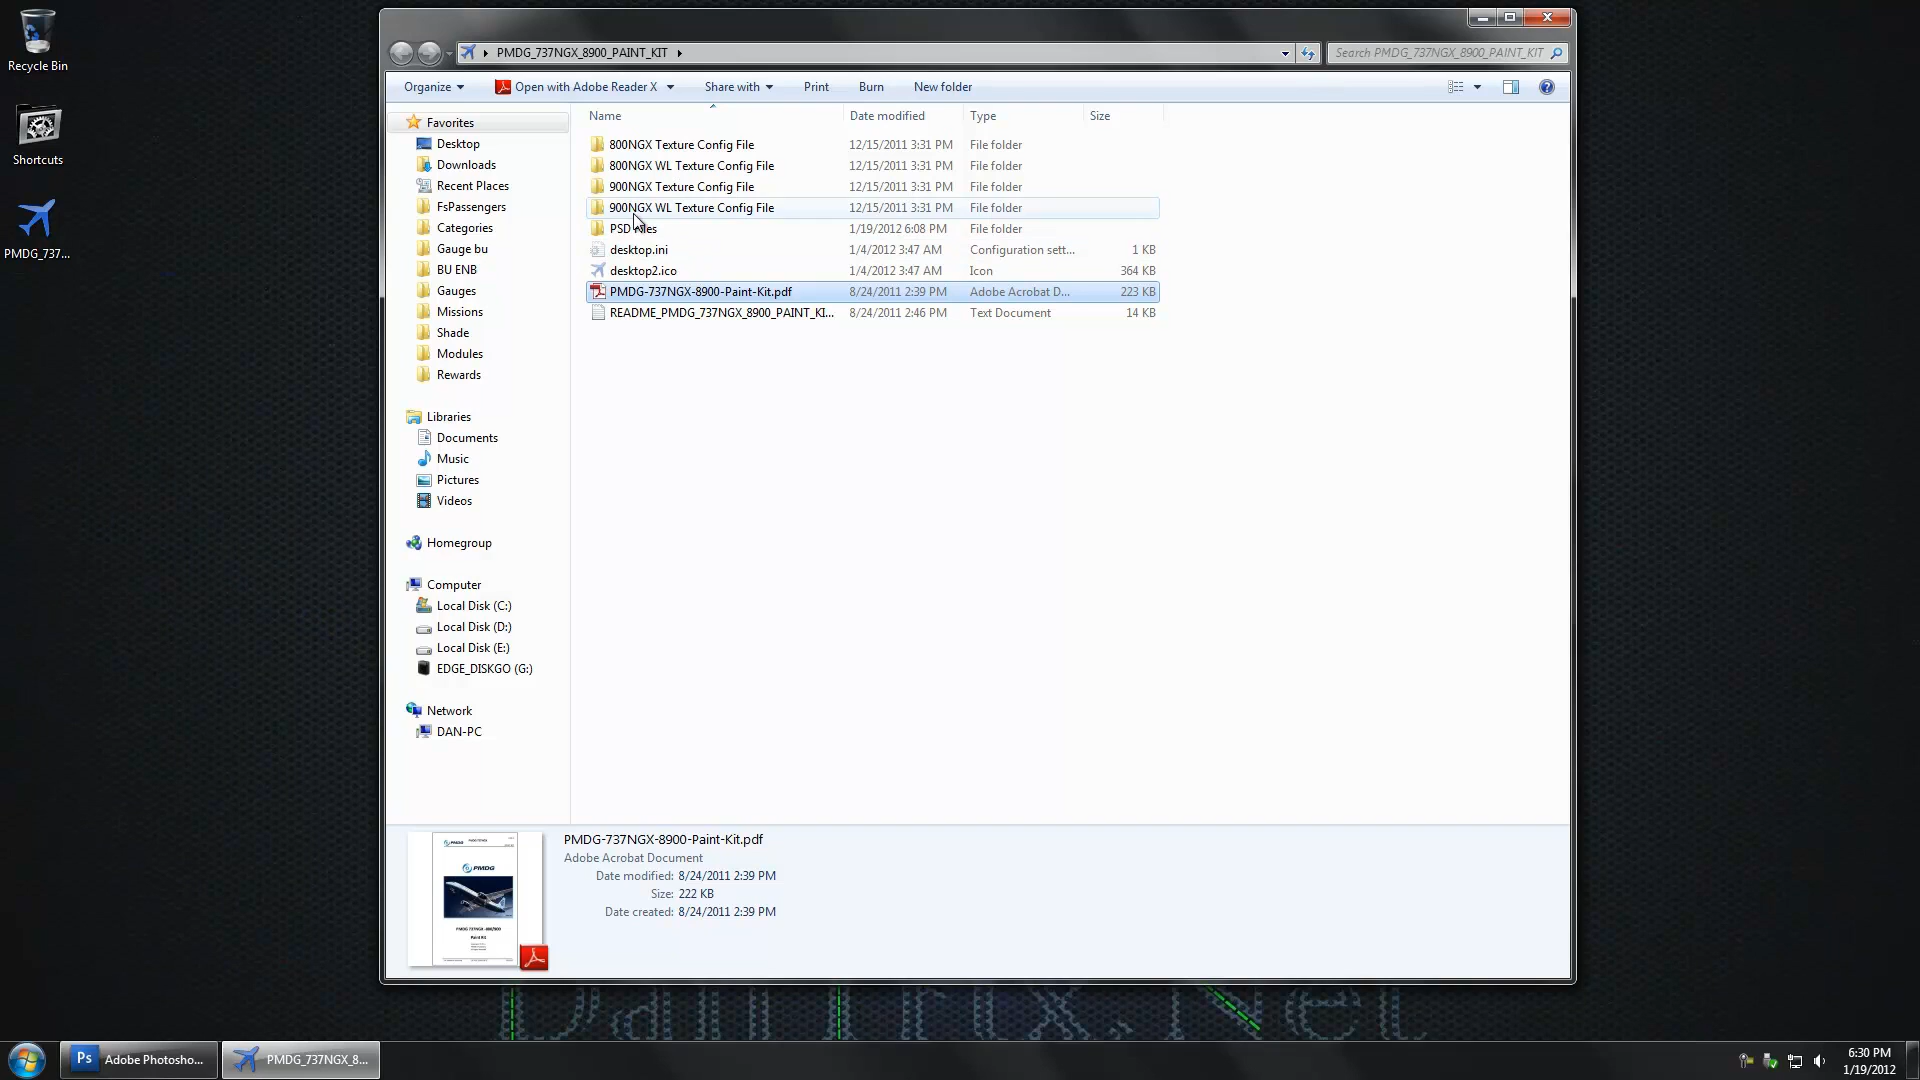 Recycle Bin
Shortcuts
PMDG_737...
PMDG_737NGX_8900_PAINT_KIT
Search PMDG_737NGX_8900_PAINT_KIT
Organize
Open with Adobe Reader X
Share with
Print
Burn
New folder
Name
Date modified
Type
Size
Favorites
Desktop
Downloads
Recent Places
FsPassengers
Categories
Gauge bu
BU ENB
Gauges
Missions
Shade
Modules
Rewards
Libraries
Documents
Music
Pictures
Videos
Homegroup
Computer
Local Disk (C:)
Local Disk (D:)
Local Disk (E:)
EDGE_DISKGO (G:)
Network
DAN-PC
800NGX Texture Config File 12/15/2011 3:31 PM File folder
800NGX WL Texture Config File 12/15/2011 3:31 PM File folder
900NGX Texture Config File 12/15/2011 3:31 PM File folder
900NGX WL Texture Config File 12/15/2011 3:31 PM File folder
PSD Files 1/19/2012 6:08 PM File folder
desktop.ini 1/4/2012 3:47 AM Configuration sett... 1 KB
desktop2.ico 1/4/2012 3:47 AM Icon 364 KB
PMDG-737NGX-8900-Paint-Kit.pdf 8/24/2011 2:39 PM Adobe Acrobat D... 223 KB
README_PMDG_737NGX_8900_PAINT_KI... 8/24/2011 2:46 PM Text Document 14 KB
PMDG
PMDG-737NGX-8900-Paint-Kit.pdf
Adobe Acrobat Document
Date modified: 8/24/2011 2:39 PM
Size: 222 KB
Date created: 8/24/2011 2:39 PM
Ps
Adobe Photosho...
PMDG_737NGX_8...
6:30 PM
1/19/2012